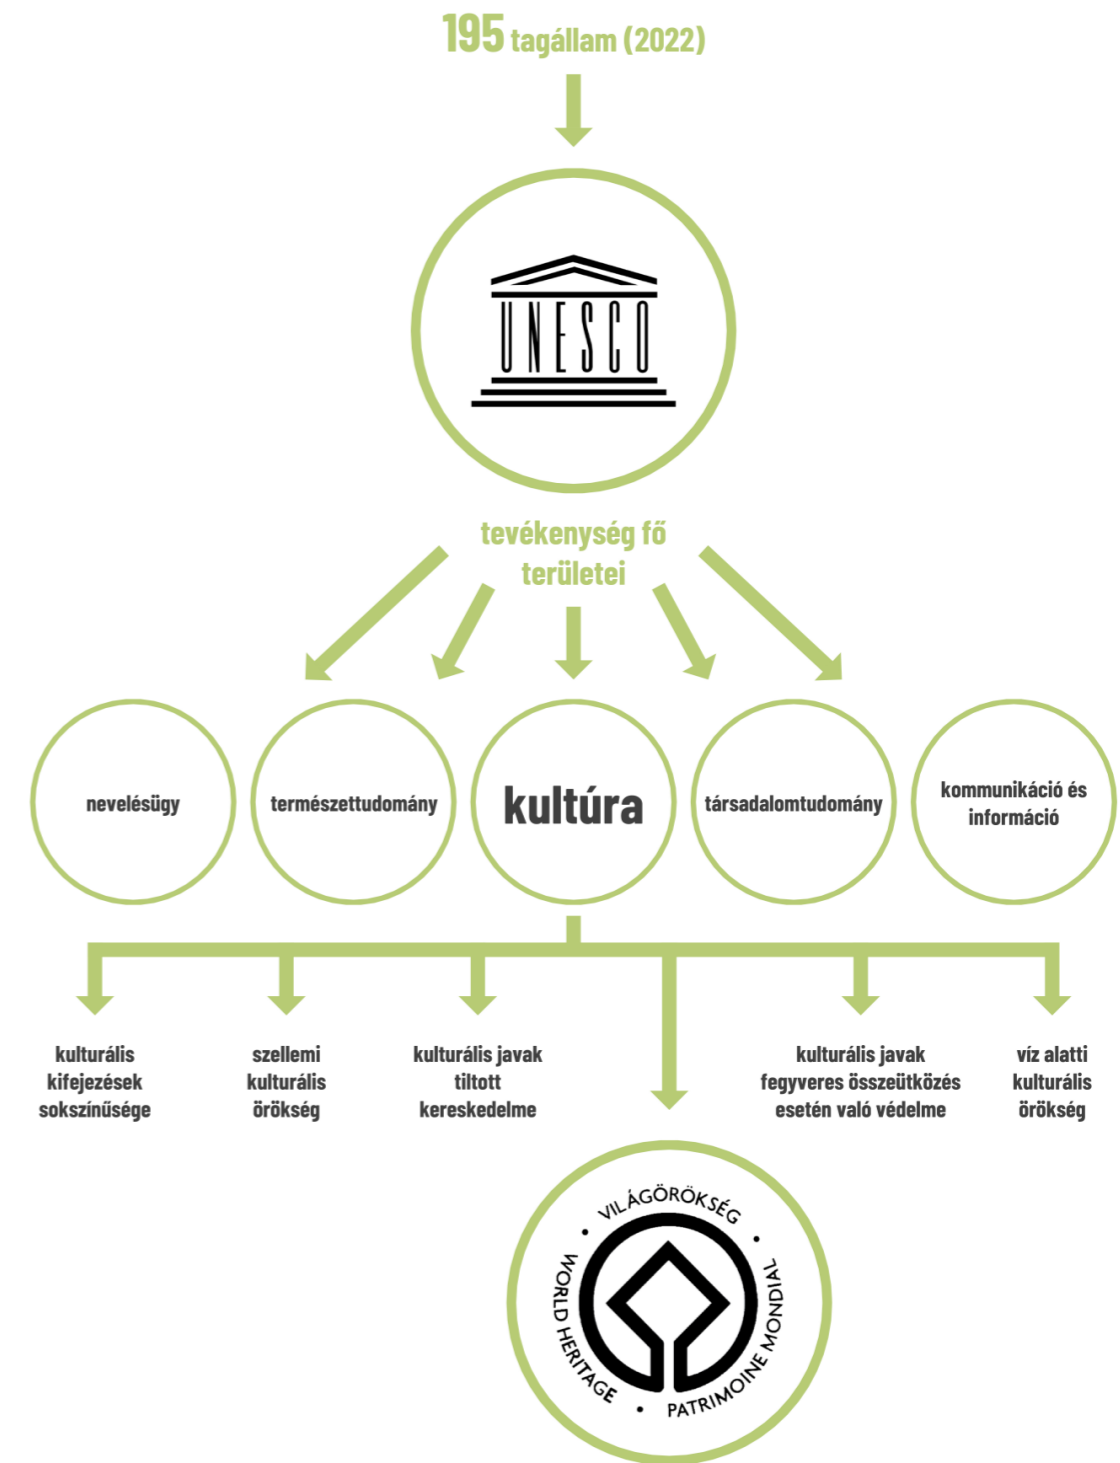 195 tagállam (2022)
UNESCO
tevékenység fő
területei
nevelésügy
természettudomány
kultúra
társadalomtudomány
kommunikáció és
információ
kulturális
kifejezések
sokszínűsége
szellemi
kulturális
örökség
kulturális javak
tiltott
kereskedelme
kulturális javak
fegyveres összeütközés
esetén való védelme
víz alatti
kulturális
örökség
• VILÁGÖRÖKSÉG •
WORLD HERITAGE •
PATRIMOINE MONDIAL